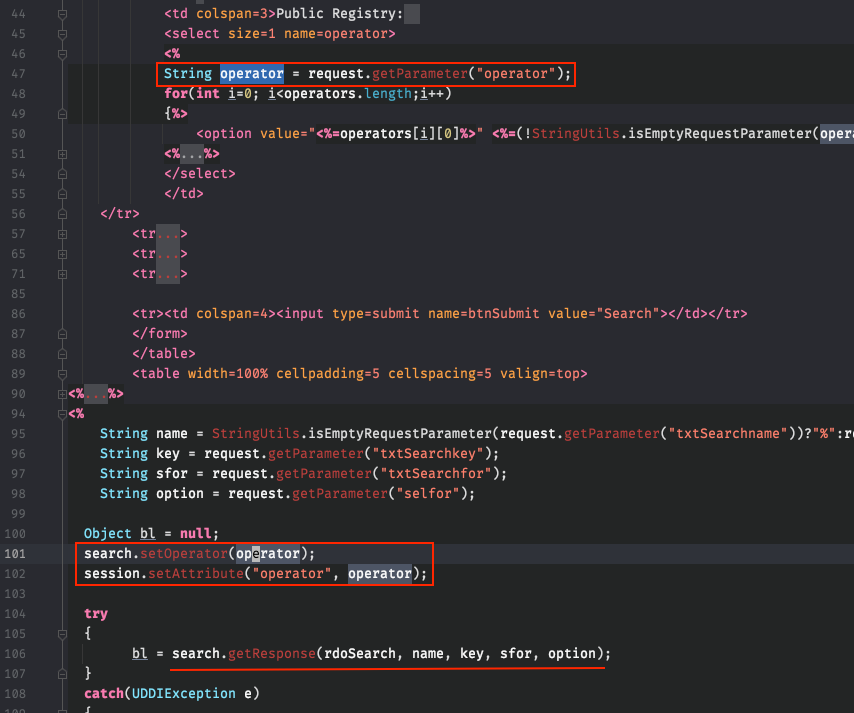 44 <td colspan=3>Public Registry:
45 <select size=1 name=operator>
46 <%
47 String operator = request.getParameter("operator");
48 for(int i=0; i<operators.length;i++)
49 {%>
50 <option value="<%=operators[i][0]%>" <%=(!StringUtils.isEmptyRequestParameter(opera
51 <%...%>
54 </select>
55 </td>
56 </tr>
57 <tr...>
65 <tr...>
71 <tr...>
85
86 <tr><td colspan=4><input type=submit name=btnSubmit value="Search"></td></tr>
87 </form>
88 </table>
89 <table width=100% cellpadding=5 cellspacing=5 valign=top>
90 <%...%>
94 <%
95 String name = StringUtils.isEmptyRequestParameter(request.getParameter("txtSearchname"))?"%":re
96 String key = request.getParameter("txtSearchkey");
97 String sfor = request.getParameter("txtSearchfor");
98 String option = request.getParameter("selfor");
99
100 Object bl = null;
101 search.setOperator(operator);
102 session.setAttribute("operator", operator);
103
104 try
105 {
106 bl = search.getResponse(rdoSearch, name, key, sfor, option);
107 }
108 catch(UDDIException e)
109 {